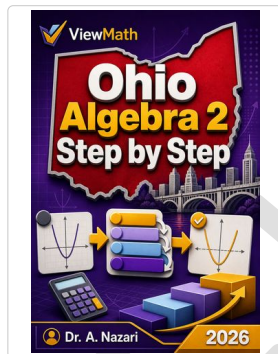 ViewMath
Ohio
Algebra 2
Step by Step
Dr. A. Nazari
2026